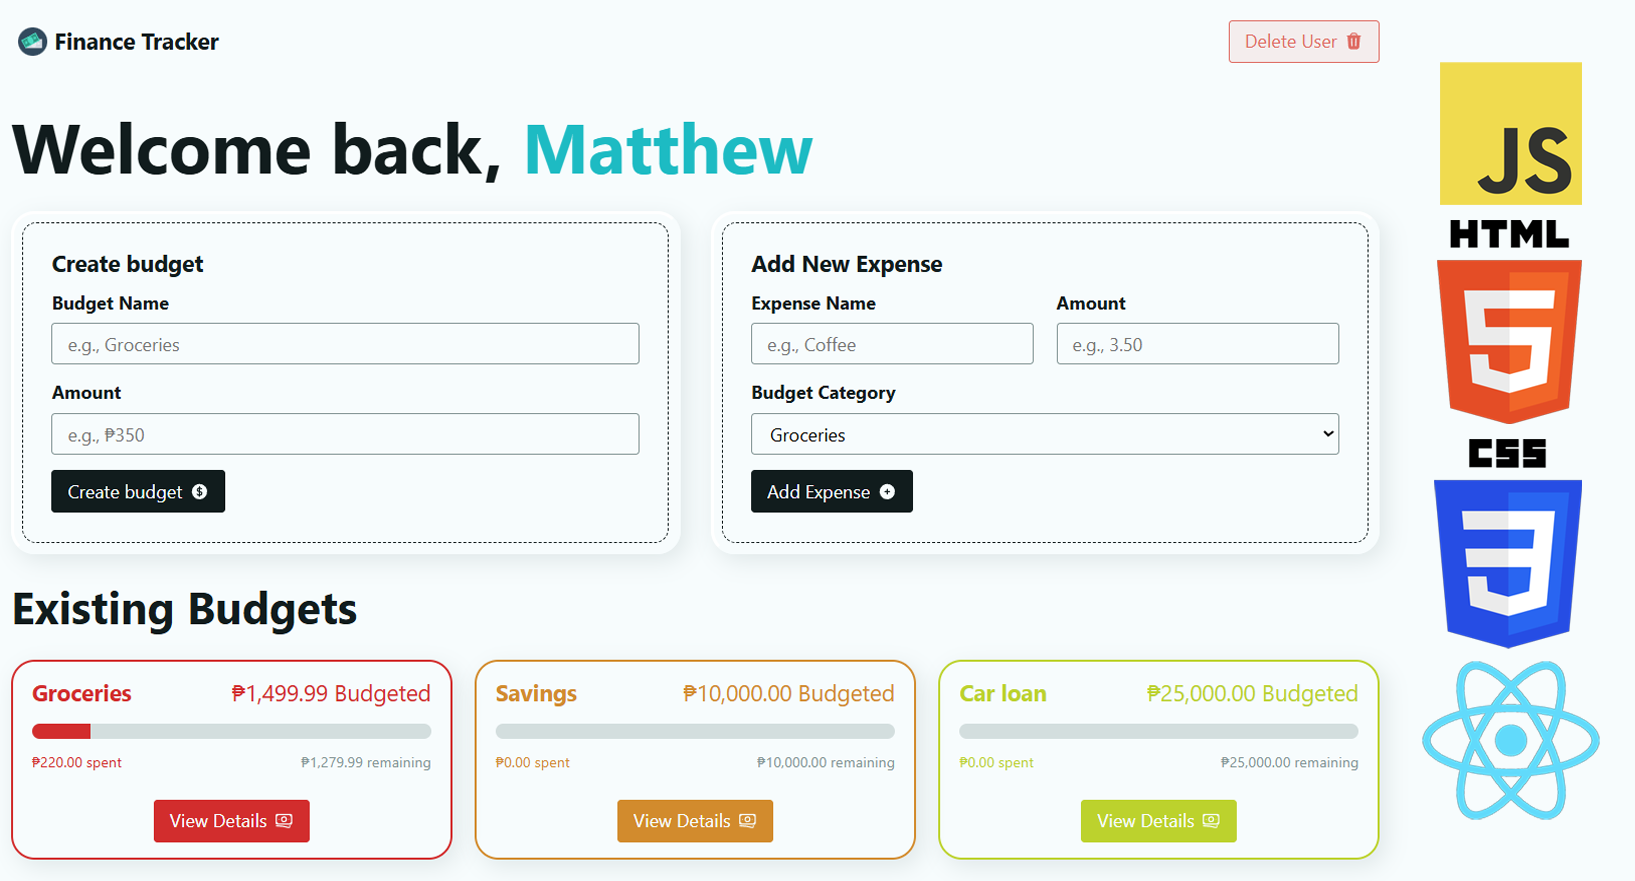 Finance Tracker
Delete User
Welcome back, Matthew
Create budget
Budget Name
e.g., Groceries
Amount
e.g., ₱350
Create budget
Add New Expense
Expense Name
Amount
e.g., Coffee
e.g., 3.50
Budget Category
Groceries
Add Expense
Existing Budgets
Groceries
₱1,499.99 Budgeted
₱220.00 spent
₱1,279.99 remaining
View Details
Savings
₱10,000.00 Budgeted
₱0.00 spent
₱10,000.00 remaining
View Details
Car loan
₱25,000.00 Budgeted
₱0.00 spent
₱25,000.00 remaining
View Details
JS
HTML
5
CSS
3